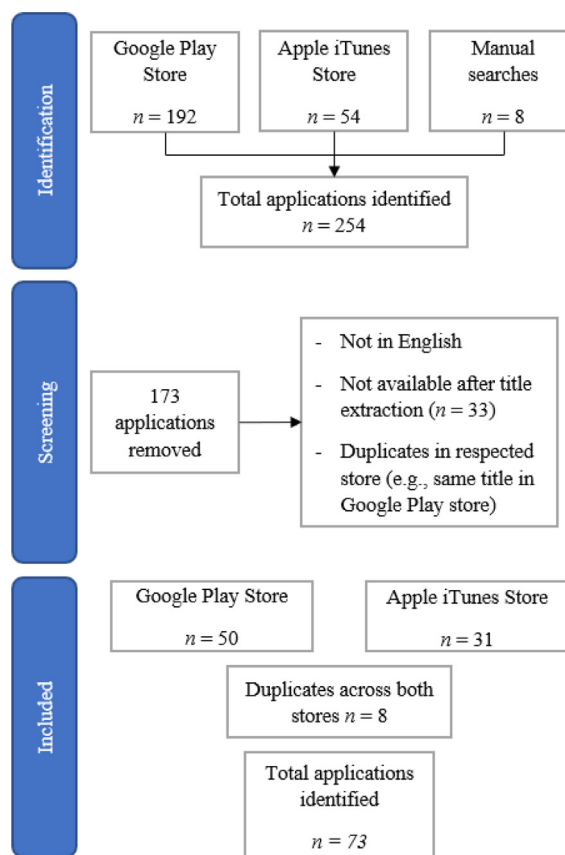 Identification
Google Play
Store
n = 192
Apple iTunes
Store
n = 54
Manual
searches
n = 8
Total applications identified
n = 254
Screening
173
applications
removed
- Not in English
- Not available after title
extraction (n = 33)
- Duplicates in respected
store (e.g., same title in
Google Play store)
Included
Google Play Store
n = 50
Apple iTunes Store
n = 31
Duplicates across both
stores n = 8
Total applications
identified
n = 73